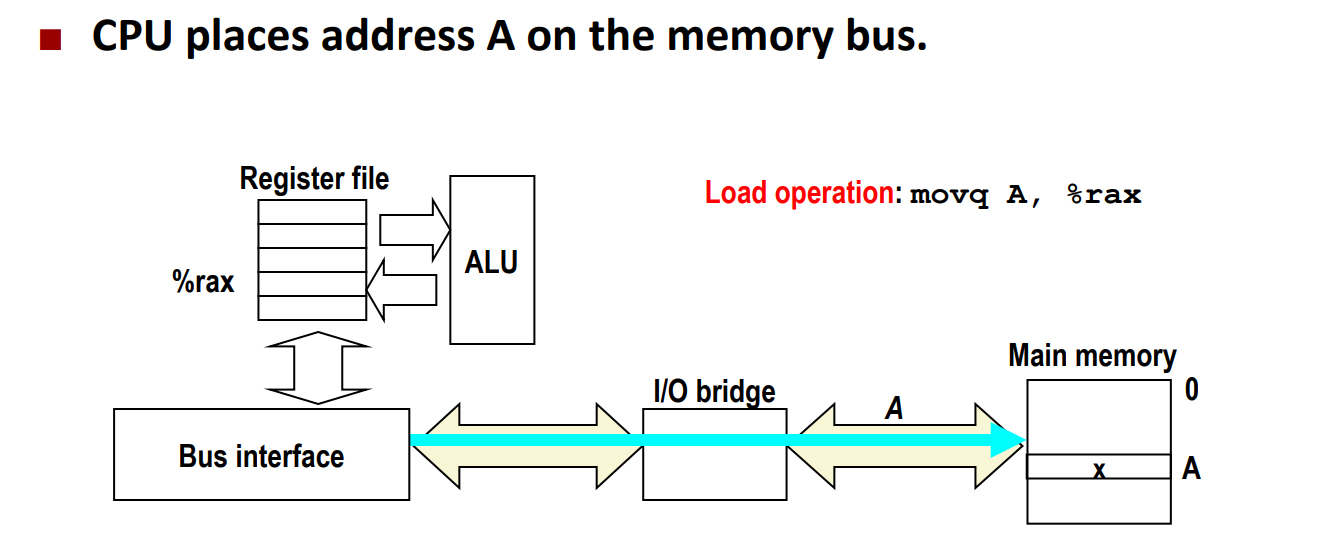 CPU places address A on the memory bus.
Register file
Load operation: movq A, %rax
ALU
%rax
Main memory
0
I/O bridge
A
Bus interface
x
A